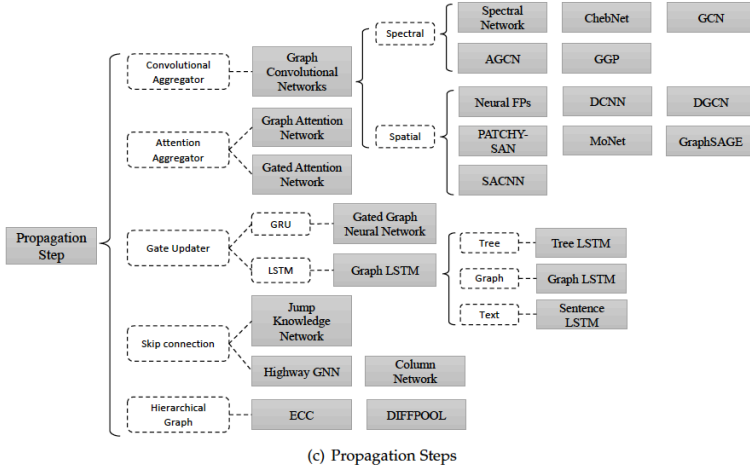 Propagation
Step
Convolutional
Aggregator
Graph
Convolutional
Networks
Spectral
Spectral
Network
ChebNet
GCN
AGCN
GGP
Spatial
Neural FPs
DCNN
DGCN
PATCHY-
SAN
MoNet
GraphSAGE
SACNN
Attention
Aggregator
Graph Attention
Network
Gated Attention
Network
Gate Updater
GRU
Gated Graph
Neural Network
LSTM
Graph LSTM
Tree
Tree LSTM
Graph
Graph LSTM
Text
Sentence
LSTM
Skip connection
Jump
Knowledge
Network
Highway GNN
Column
Network
Hierarchical
Graph
ECC
DIFFPOOL
(c) Propagation Steps